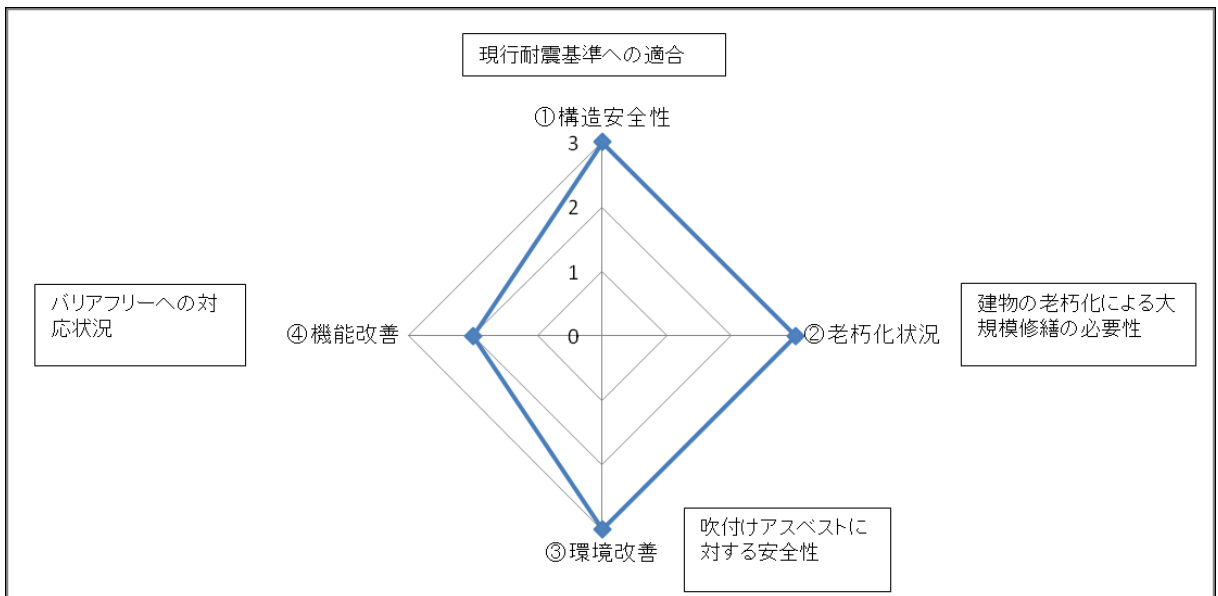 現行耐震基準への適合
①構造安全性
3
2
1
0
バリアフリーへの対
応状況
④機能改善
②老朽化状況
建物の老朽化による大
規模修繕の必要性
③環境改善
吹付けアスベストに
対する安全性